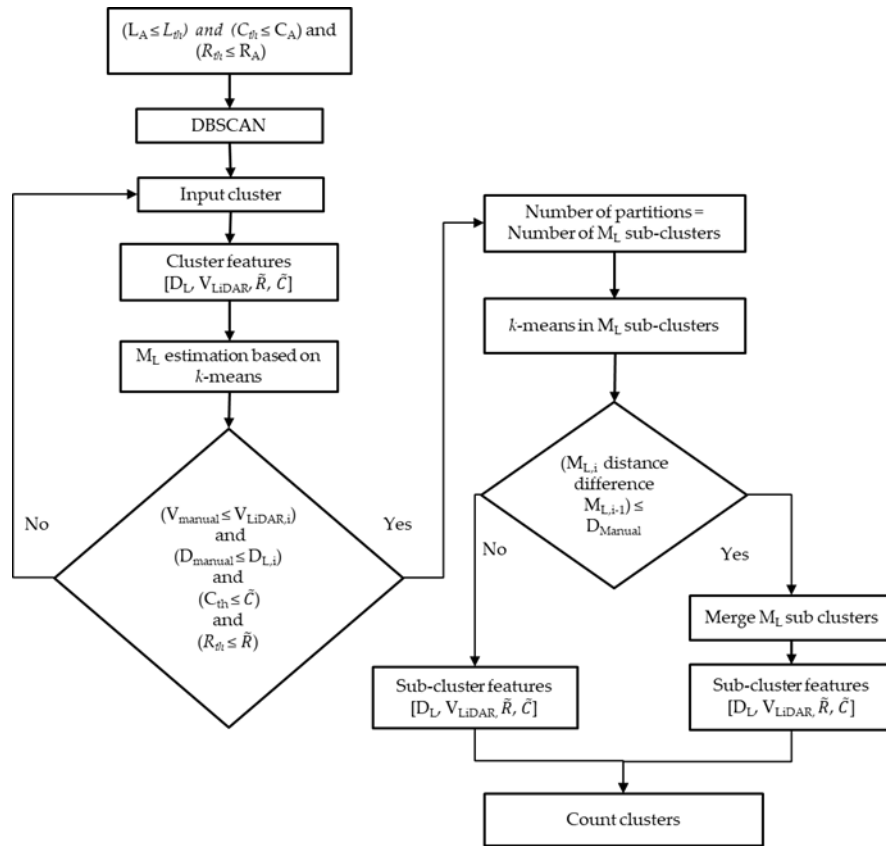 (L_A ≤ L_th) and (C_th ≤ C_A) and
(R_th ≤ R_A)
DBSCAN
Input cluster
Cluster features
[D_L, V_LiDAR, R̃, C̃]
M_L estimation based on
k-means
No
(V_manual ≤ V_LiDAR,i)
and
(D_manual ≤ D_L,i)
and
(C_th ≤ C̃)
and
(R_th ≤ R̃)
Yes
Number of partitions =
Number of M_L sub-clusters
k-means in M_L sub-clusters
(M_L,i distance
difference
M_L,i-1) ≤
D_Manual
No
Yes
Merge M_L sub clusters
Sub-cluster features
[D_L, V_LiDAR, R̃, C̃]
Sub-cluster features
[D_L, V_LiDAR, R̃, C̃]
Count clusters